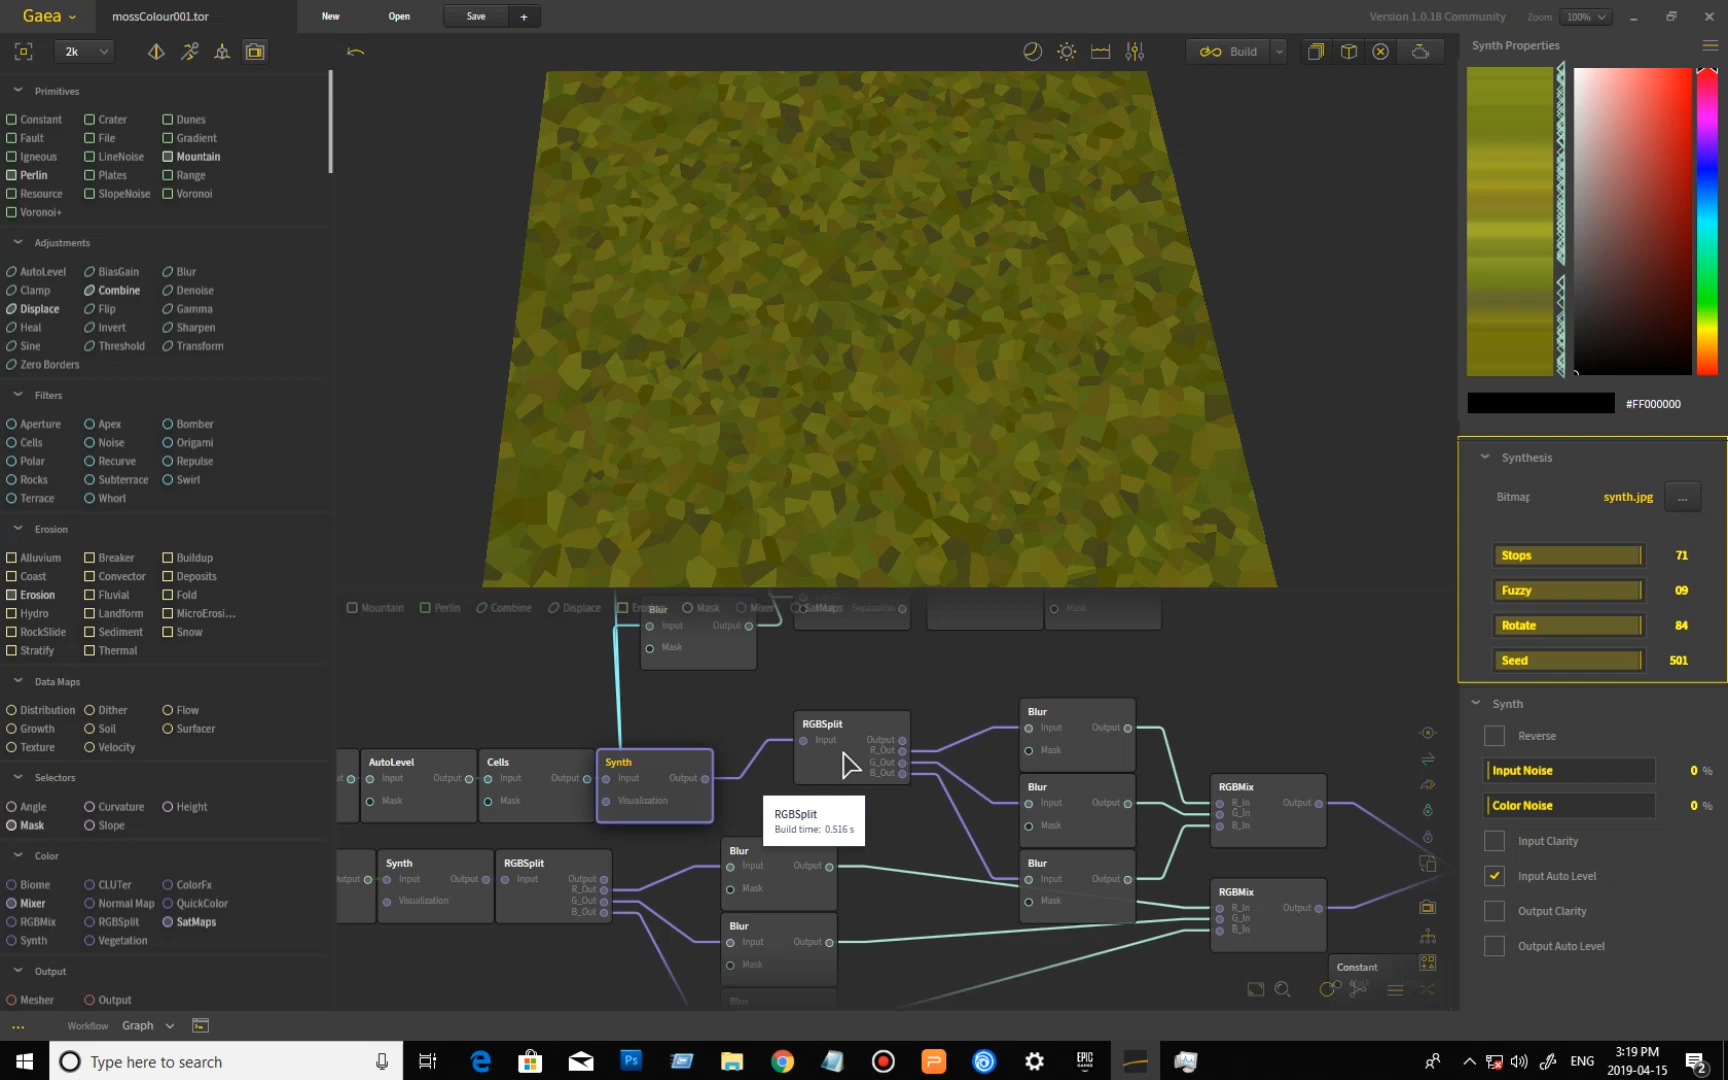 Gaea
mossColour001.tor
New
Open
Save
+
Version 1.0.18 Community
Zoom
100%
2k
Build
Synth Properties
Primitives
Constant Crater Dunes
Fault File Gradient
Igneous LineNoise Mountain
Perlin Plates Range
Resource SlopeNoise Voronoi
Voronoi+
Adjustments
AutoLevel BiasGain Blur
Clamp Combine Denoise
Displace Flip Gamma
Heal Invert Sharpen
Sine Threshold Transform
Zero Borders
Filters
Aperture Apex Bomber
Cells Noise Origami
Polar Recurve Repulse
Rocks Subterrace Swirl
Terrace Whorl
Erosion
Alluvium Breaker Buildup
Coast Convector Deposits
Erosion Fluvial Fold
Hydro Landform MicroErosi...
RockSlide Sediment Snow
Stratify Thermal
Data Maps
Distribution Dither Flow
Growth Soil Surfacer
Texture Velocity
Selectors
Angle Curvature Height
Mask Slope
Color
Biome CLUTer ColorFx
Mixer Normal Map QuickColor
RGBMix RGBSplit SatMaps
Synth Vegetation
Output
Mesher Output
Mountain Perlin Combine Displace Mask Mixer SatMaps
Separation
Mask
Blur
Input Output
Mask
AutoLevel
Input Output
Mask
Cells
Input Output
Mask
Synth
Input Output
Visualization
RGBSplit
Input Output
R_Out
G_Out
B_Out
RGBSplit
Build time: 0.516 s
Blur
Input Output
Mask
Blur
Input Output
Mask
Blur
Input Output
Mask
RGBMix
R_In Output
G_In
B_In
Synth
Input Output
Visualization
RGBSplit
Input Output
R_Out
G_Out
B_Out
Blur
Input Output
Mask
Blur
Input Output
Mask
Blur
RGBMix
R_In Output
G_In
B_In
Constant
#FF000000
Synthesis
Bitmap synth.jpg ...
Stops 71
Fuzzy 09
Rotate 84
Seed 501
Synth
Reverse
Input Noise 0 %
Color Noise 0 %
Input Clarity
Input Auto Level
Output Clarity
Output Auto Level
... Workflow Graph
Type here to search
ENG
3:19 PM
2019-04-15
2